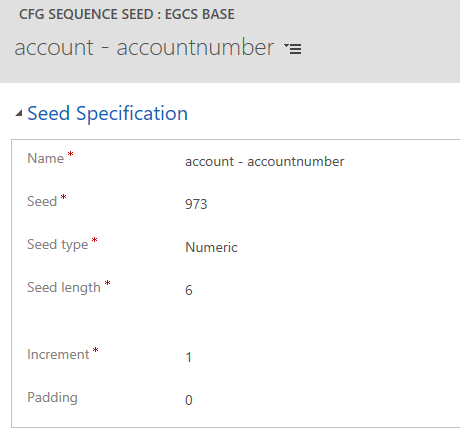 CFG SEQUENCE SEED : EGCS BASE
account - accountnumber
Seed Specification
Name * account - accountnumber
Seed * 973
Seed type * Numeric
Seed length * 6
Increment * 1
Padding 0